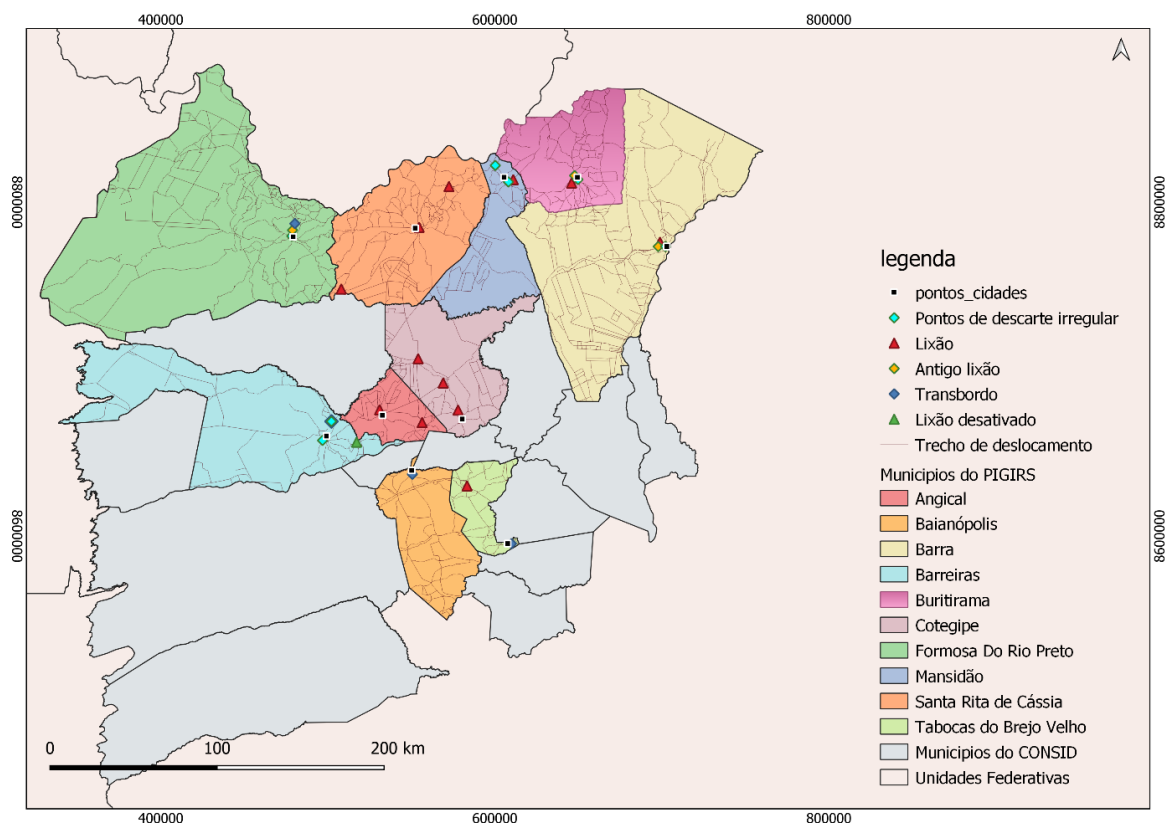 400000
600000
800000
8800000
8800000
legenda
pontos_cidades
Pontos de descarte irregular
Lixão
Antigo lixão
Transbordo
Lixão desativado
Trecho de deslocamento
Municipios do PIGIRS
Angical
Baianópolis
Barra
Barreiras
Buritirama
Cotegipe
Formosa Do Rio Preto
Mansidão
Santa Rita de Cássia
Tabocas do Brejo Velho
Municipios do CONSID
Unidades Federativas
8600000
8600000
0
100
200 km
400000
600000
800000